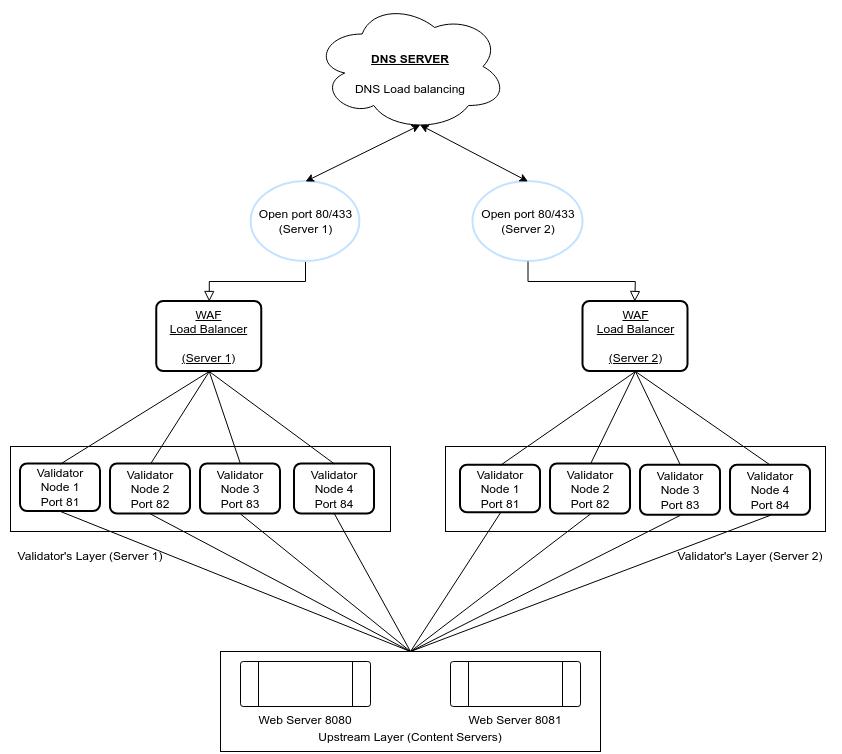 DNS SERVER
DNS Load balancing
Open port 80/433
(Server 1)
Open port 80/433
(Server 2)
WAF
Load Balancer
(Server 1)
WAF
Load Balancer
(Server 2)
Validator
Node 1
Port 81
Validator
Node 2
Port 82
Validator
Node 3
Port 83
Validator
Node 4
Port 84
Validator
Node 1
Port 81
Validator
Node 2
Port 82
Validator
Node 3
Port 83
Validator
Node 4
Port 84
Validator's Layer (Server 1)
Validator's Layer (Server 2)
Web Server 8080
Web Server 8081
Upstream Layer (Content Servers)